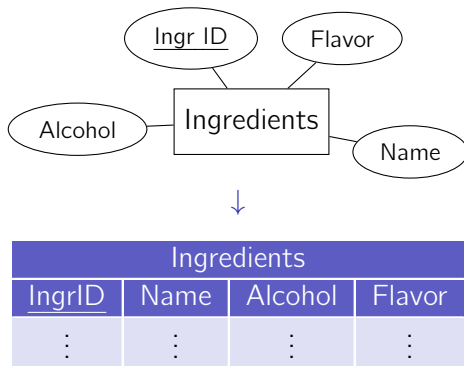 Ingr ID
Flavor
Alcohol
Ingredients
Name
↓
Ingredients
IngrID Name Alcohol Flavor
⋮ ⋮ ⋮ ⋮